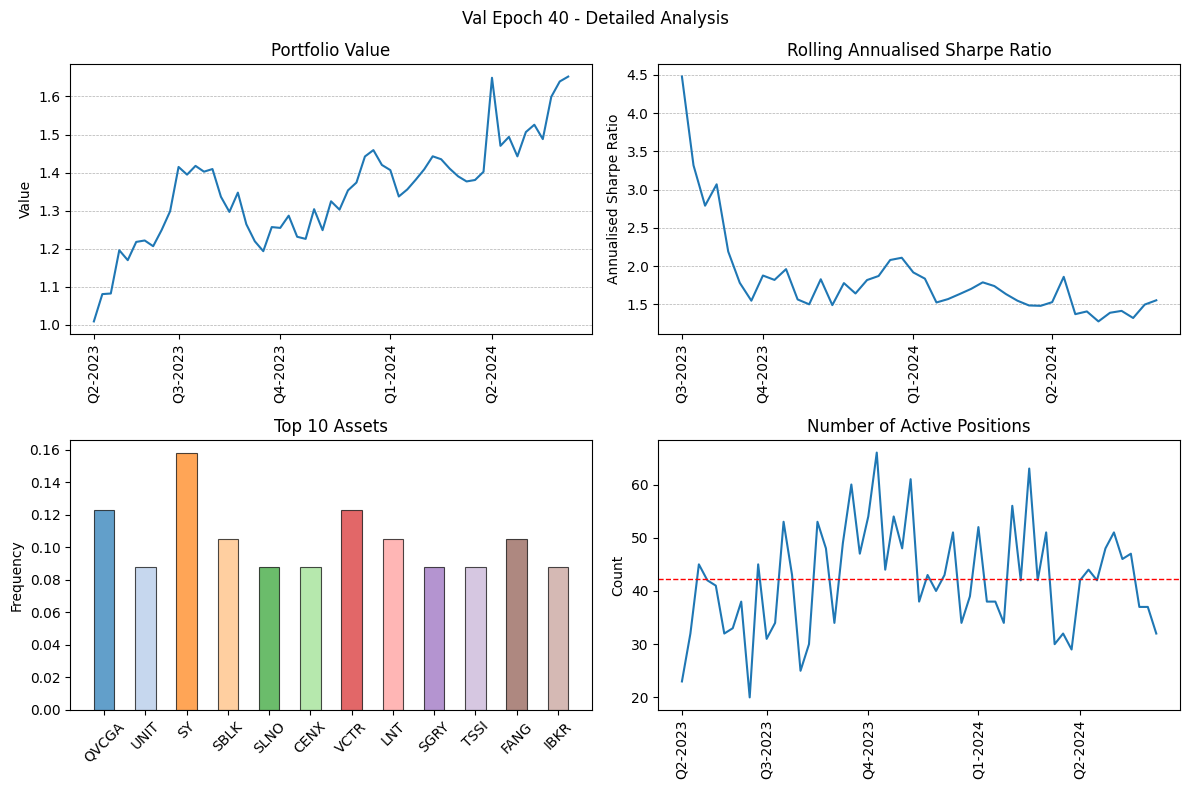 Val Epoch 40 - Detailed Analysis
Portfolio Value
Value
1.6
1.5
1.4
1.3
1.2
1.1
1.0
Q2-2023
Q3-2023
Q4-2023
Q1-2024
Q2-2024
Rolling Annualised Sharpe Ratio
Annualised Sharpe Ratio
4.5
4.0
3.5
3.0
2.5
2.0
1.5
Q3-2023
Q4-2023
Q1-2024
Q2-2024
Top 10 Assets
Frequency
0.16
0.14
0.12
0.10
0.08
0.06
0.04
0.02
0.00
QVCGA
UNIT
SY
SBLK
SLNO
CENX
VCTR
LNT
SGRY
TSSI
FANG
IBKR
Number of Active Positions
Count
60
50
40
30
20
Q2-2023
Q3-2023
Q4-2023
Q1-2024
Q2-2024